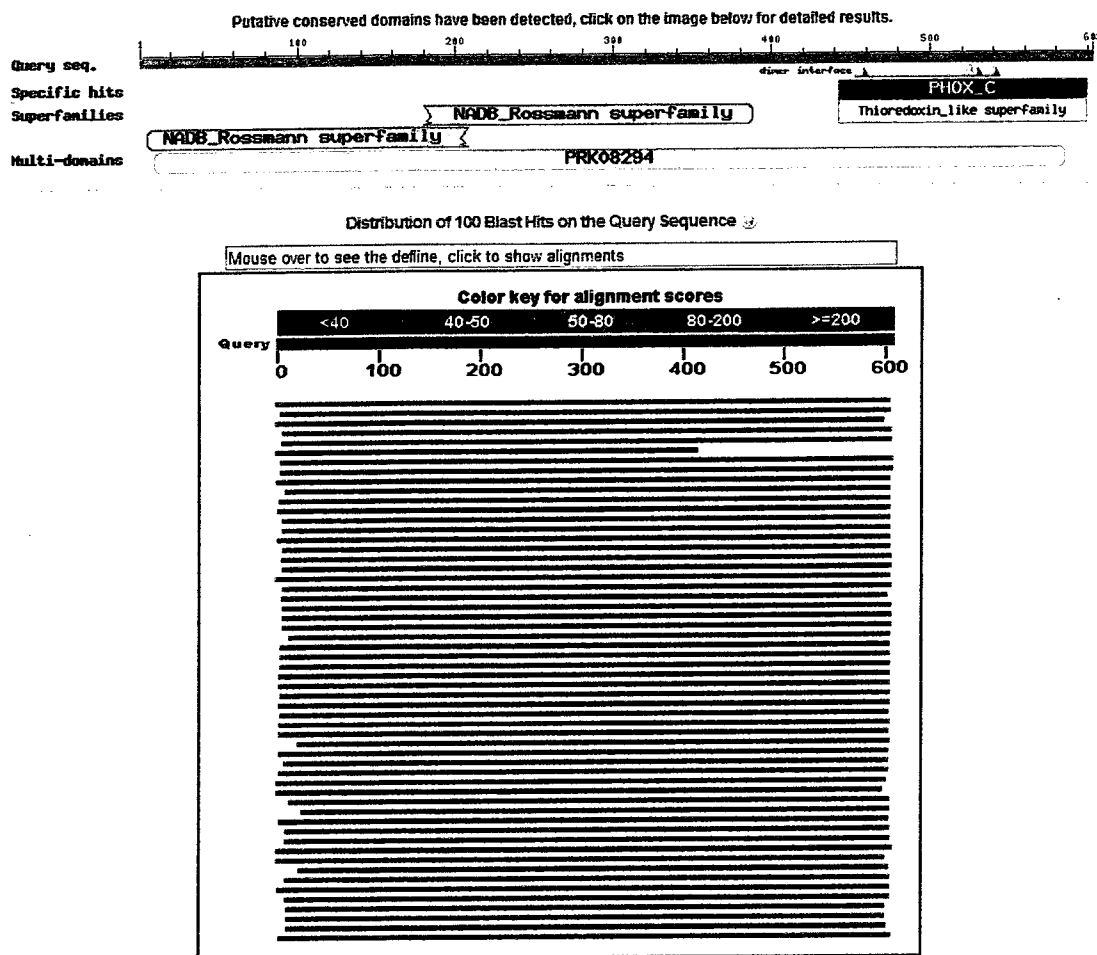 Putative conserved domains have been detected, click on the image below for detailed results.
1 100 200 300 400 500
Query seq.
dimer interface
Specific hits PHOX_C
Superfamilies NADB_Rossmann superfamily Thioredoxin_like superfamily
NADB_Rossmann superfamily
Multi-domains PRK08294
Distribution of 100 Blast Hits on the Query Sequence
Mouse over to see the defline, click to show alignments
Color key for alignment scores
<40 40-50 50-80 80-200 >=200
Query
0 100 200 300 400 500 600